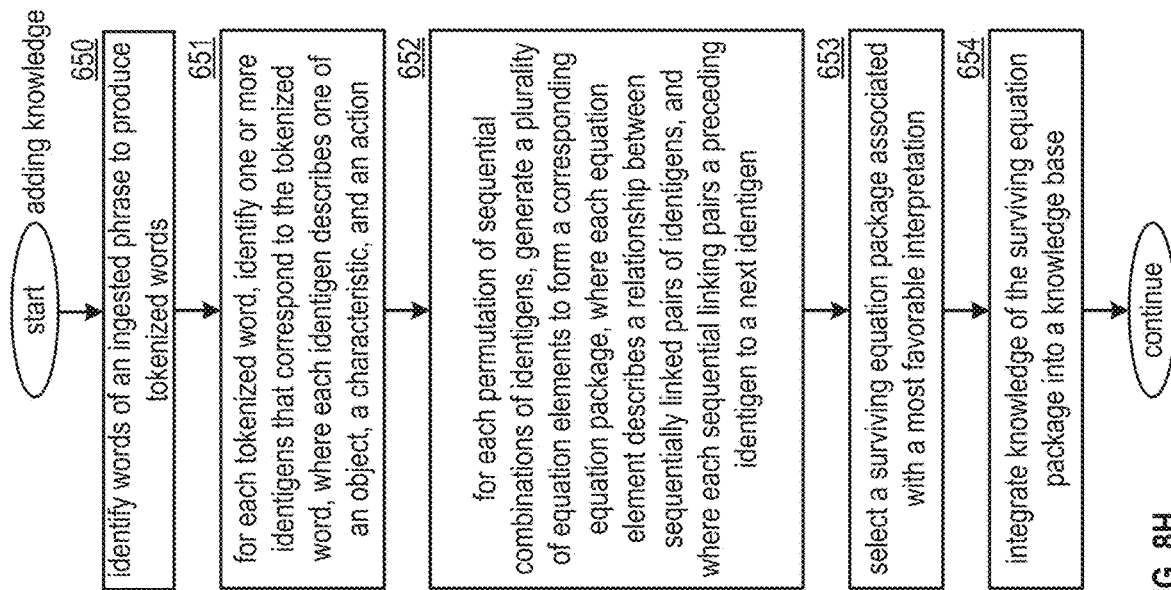 start adding knowledge
650
identify words of an ingested phrase to produce
tokenized words
651
for each tokenized word, identify one or more
identigens that correspond to the tokenized
word, where each identigen describes one of
an object, a characteristic, and an action
652
for each permutation of sequential
combinations of identigens, generate a plurality
of equation elements to form a corresponding
equation package, where each equation
element describes a relationship between
sequentially linked pairs of identigens, and
where each sequential linking pairs a preceding
identigen to a next identigen
653
select a surviving equation package associated
with a most favorable interpretation
654
integrate knowledge of the surviving equation
package into a knowledge base
continue
G. 8H